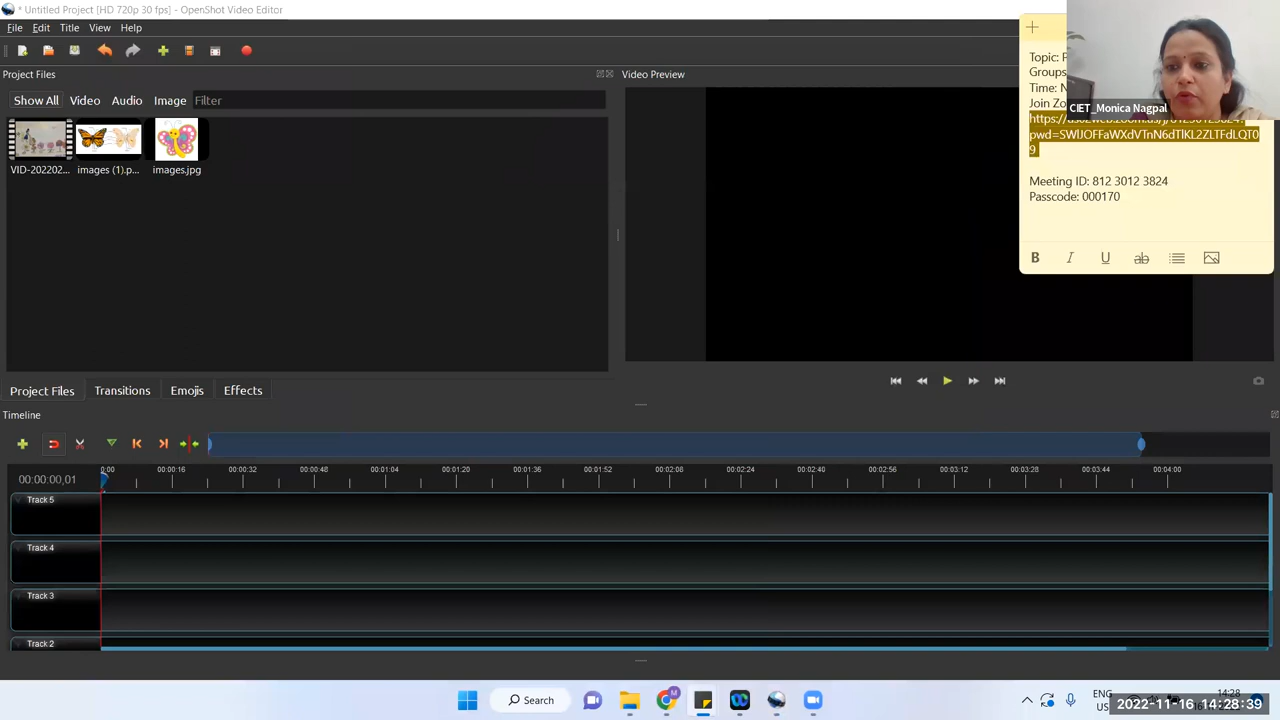 * Untitled Project [HD 720p 30 fps] - OpenShot Video Editor
File Edit Title View Help
Project Files
Video Preview
Show All Video Audio Image Filter
VID-202202... images (1).p... images.jpg
Project Files Transitions Emojis Effects
Timeline
00:00:00,01
0:00 00:00:16 00:00:32 00:00:48 00:01:04 00:01:20 00:01:36 00:01:52 00:02:08 00:02:24 00:02:40 00:02:56 00:03:12 00:03:28 00:03:44 00:04:00
Track 5
Track 4
Track 3
Track 2
Groups
Join Zo
CIET_Monica Nagpal
pwd=SWlJOFFaWXdVTnN6dTlKL2ZLTFdLQT0
9
Meeting ID: 812 3012 3824
Passcode: 000170
B I U ab
Search
ENG
US
14:28
2022-11-16 14:28:39